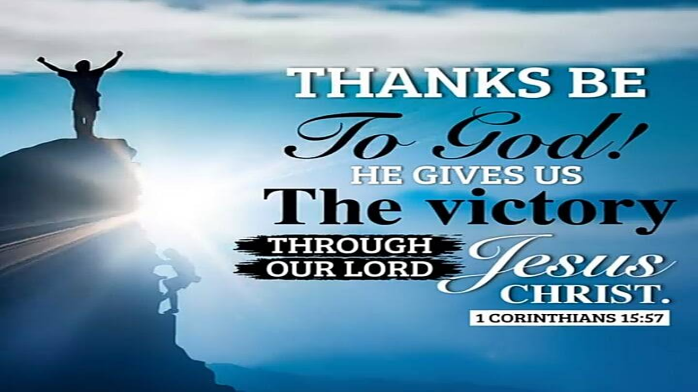 THANKS BE
To God!
HE GIVES US
The victory
THROUGH
OUR LORD
Jesus
CHRIST.
1 CORINTHIANS 15:57